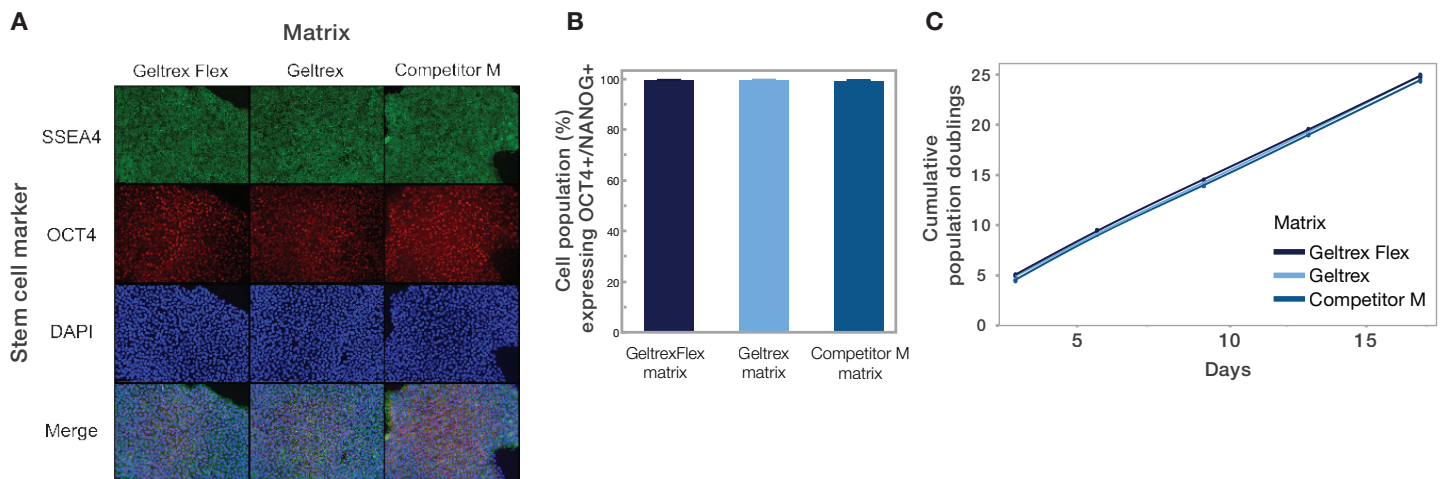 A
Matrix
Geltrex Flex
Geltrex
Competitor M
Stem cell marker
SSEA4
OCT4
DAPI
Merge
B
Cell population (%)
expressing OCT4+/NANOG+
100
80
60
40
20
0
GeltrexFlex
matrix
Geltrex
matrix
Competitor M
matrix
C
Cumulative
population doublings
25
20
15
10
5
0
5
10
15
Days
Matrix
Geltrex Flex
Geltrex
Competitor M